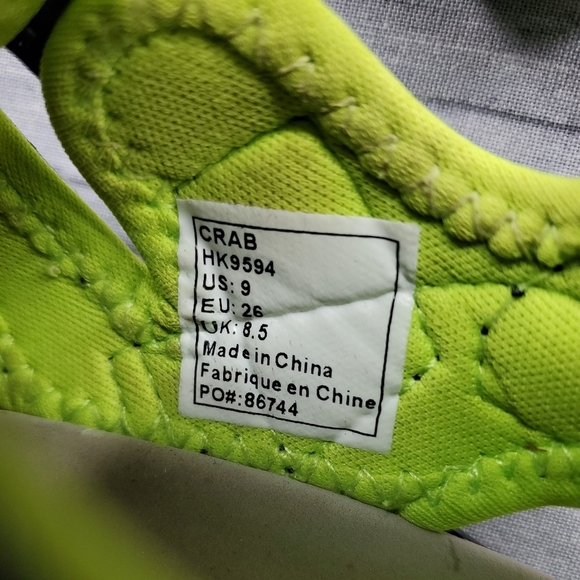 CRAB
HK9594
US: 9
EU: 26
UK: 8.5
Made in China
Fabrique en Chine
PO#:86744